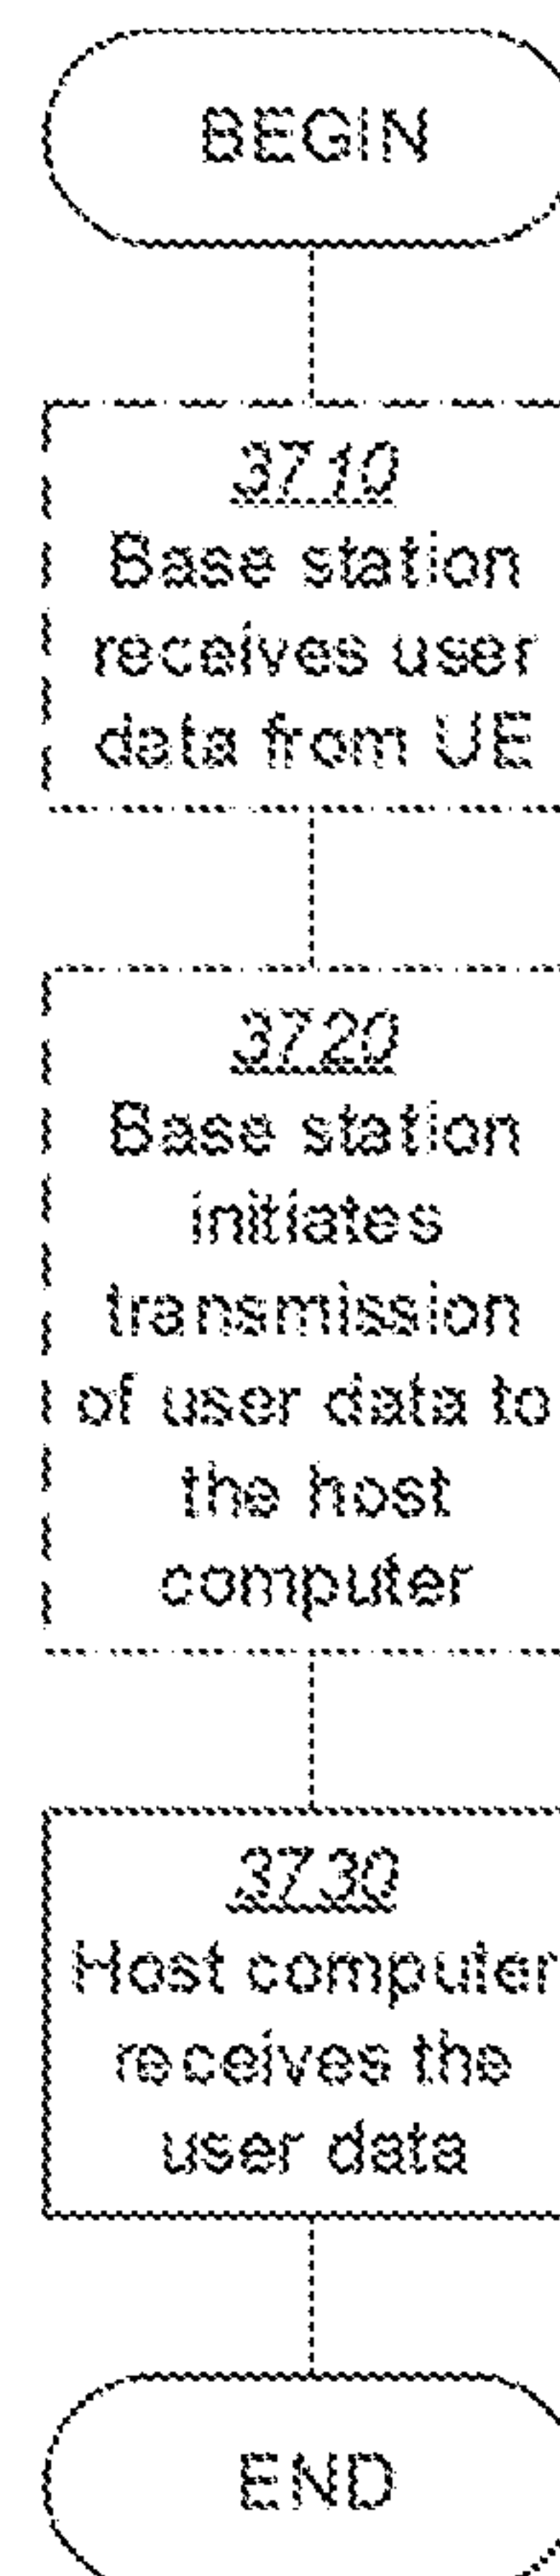 BEGIN
3710
Base station
receives user
data from UE
3720
Base station
initiates
transmission
of user data to
the host
computer
3730
Host computer
receives the
user data
END